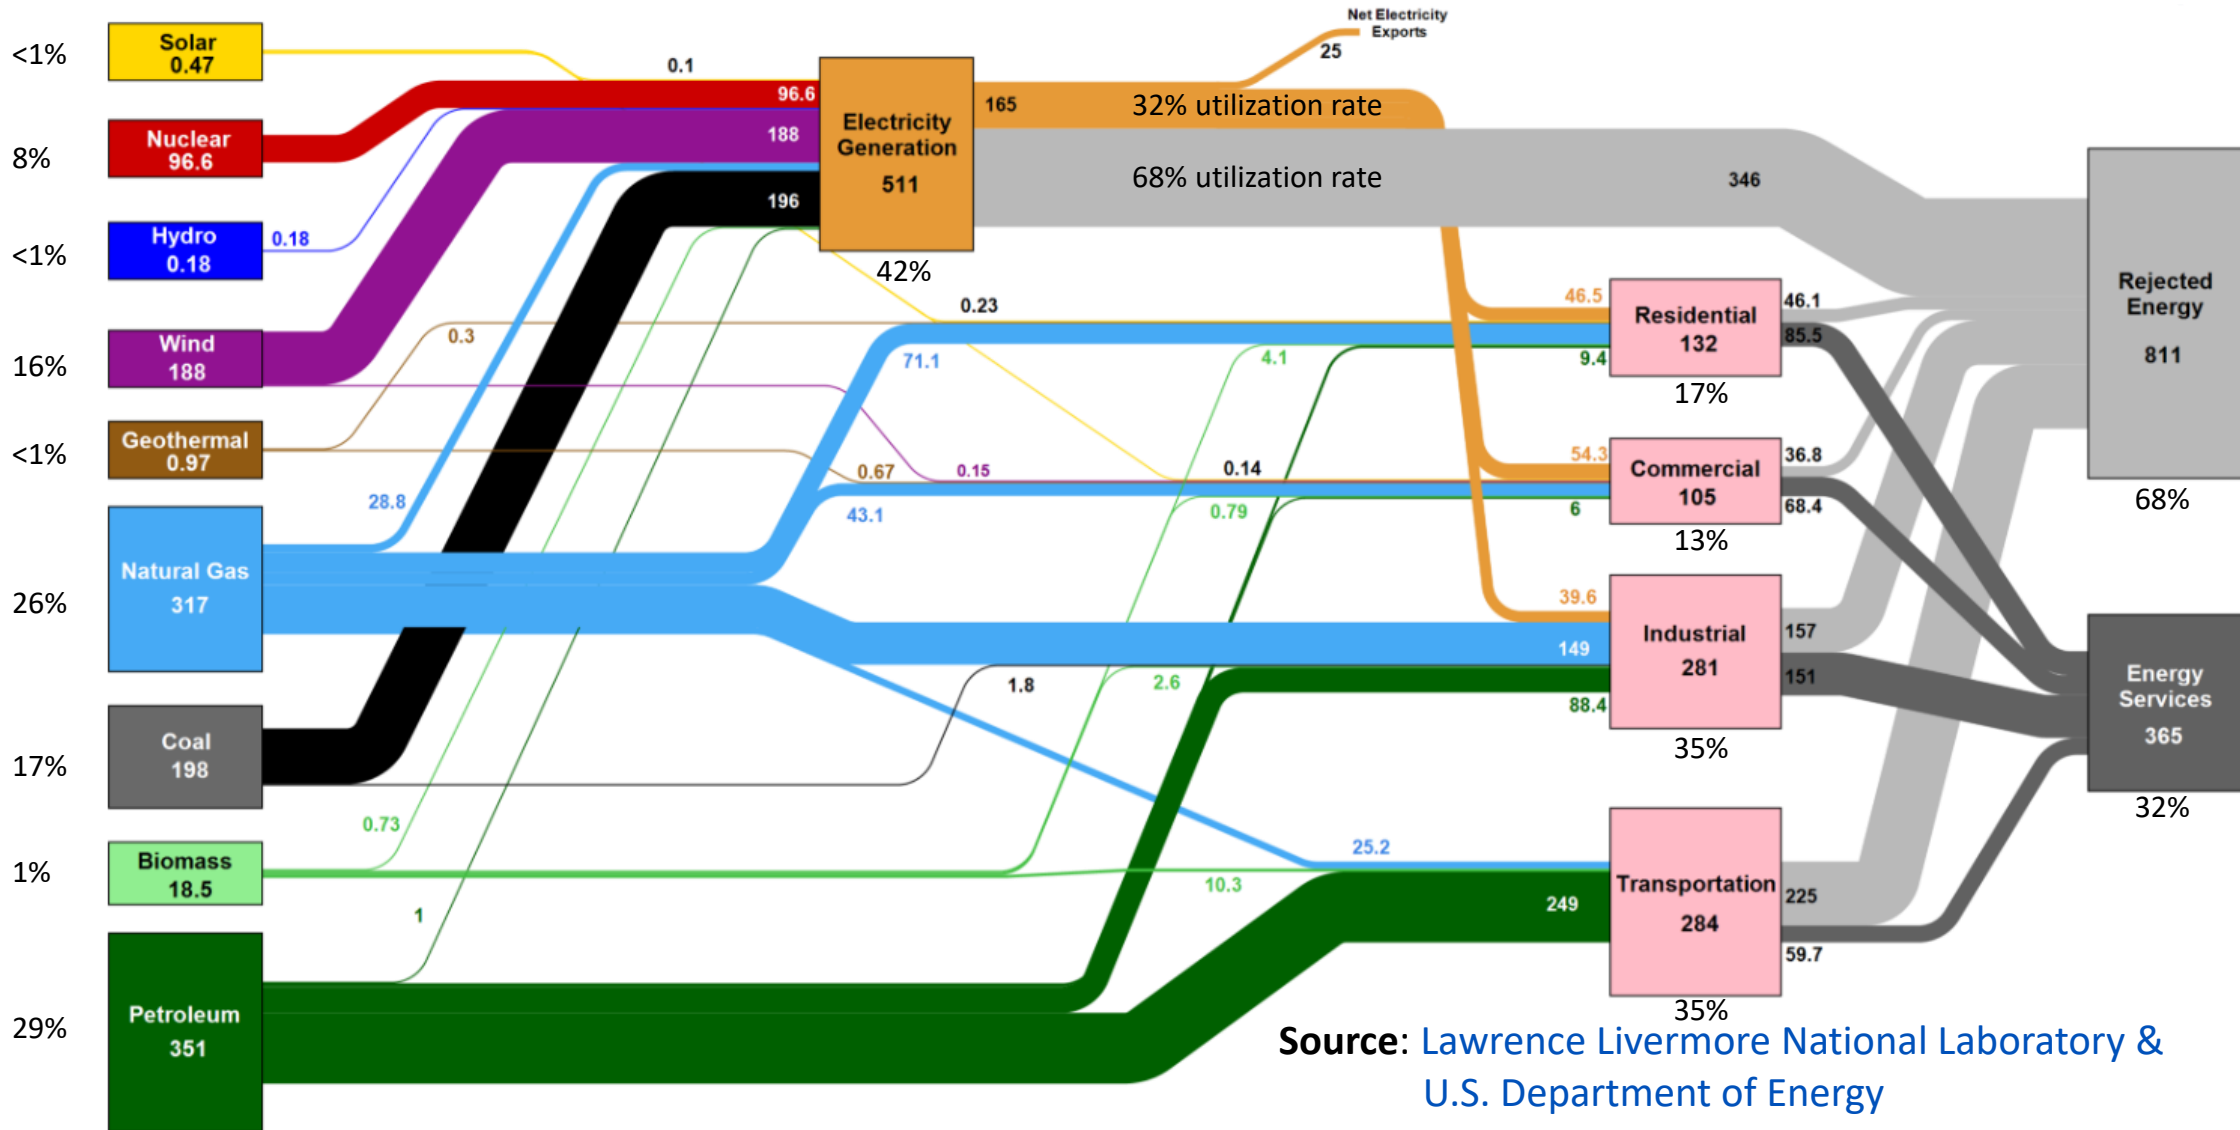 Net Electricity
Exports
25
<1%
Solar
0.47
0.1
8%
Nuclear
96.6
96.6
188
196
Electricity
Generation
511
42%
165
32% utilization rate
68% utilization rate
346
<1%
Hydro
0.18
0.18
16%
Wind
188
0.3
<1%
Geothermal
0.97
0.67
0.15
0.23
0.14
26%
Natural Gas
317
28.8
71.1
43.1
17%
Coal
198
1.8
1%
Biomass
18.5
0.73
4.1
0.79
2.6
10.3
29%
Petroleum
351
1
25.2
46.5
9.4
Residential
132
17%
46.1
85.5
54.3
6
Commercial
105
13%
36.8
68.4
39.6
149
88.4
Industrial
281
35%
157
151
249
Transportation
284
35%
225
59.7
Rejected
Energy
811
68%
Energy
Services
365
32%
Source: Lawrence Livermore National Laboratory &
U.S. Department of Energy